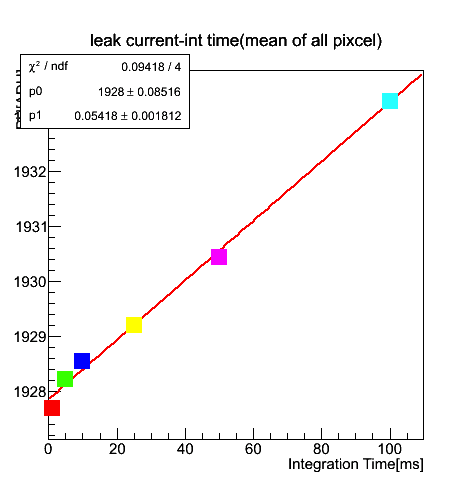 leak current-int time(mean of all pixcel)
χ² / ndf 0.09418 / 4
p0 1928 ± 0.08516
p1 0.05418 ± 0.001812
1932
1931
1930
1929
1928
0 20 40 60 80 100
Integration Time[ms]